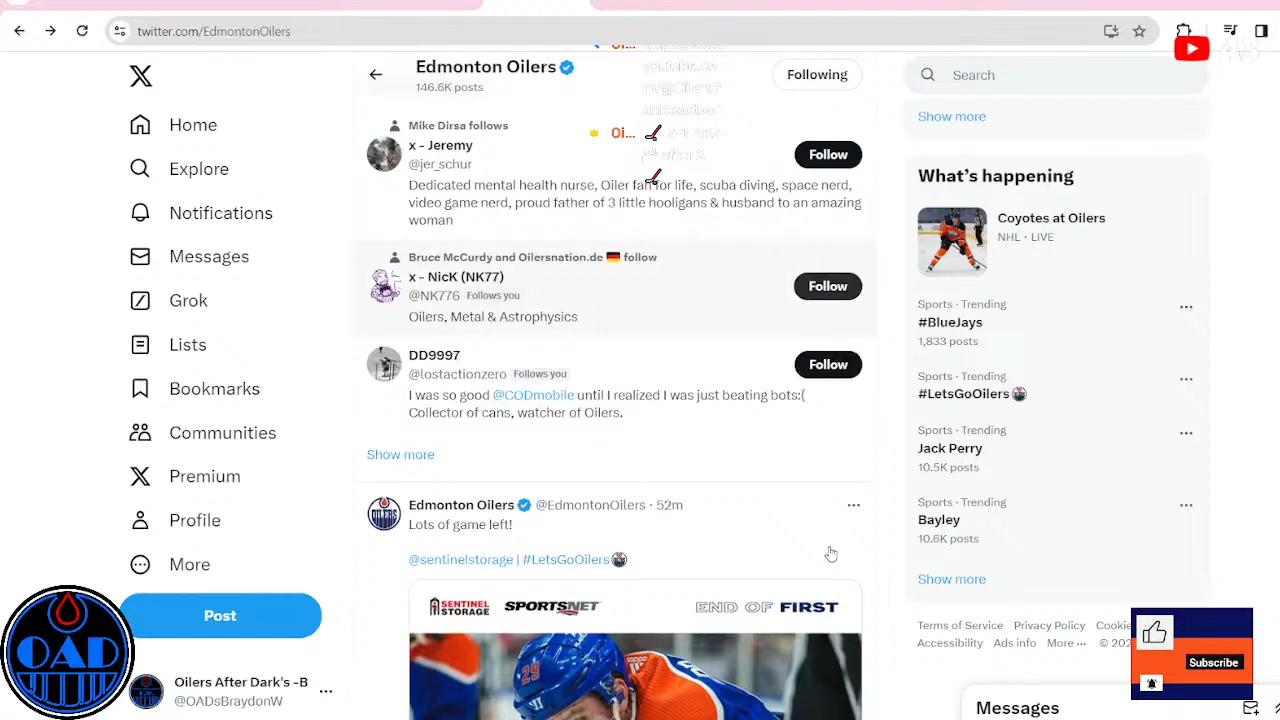 twitter.com/EdmontonOilers
Edmonton Oilers
146.6K posts
Following
Search
Show more
Home
Explore
Notifications
Messages
Grok
Lists
Bookmarks
Communities
Premium
Profile
More
Post
Oilers After Dark's -B
@OADsBraydonW
OAD
Oi...
Oi...
Mike Dirsa follows
x - Jeremy
@jer_schur
Follow
Dedicated mental health nurse, Oiler fan for life, scuba diving, space nerd,
video game nerd, proud father of 3 little hooligans & husband to an amazing
woman
Bruce McCurdy and Oilersnation.de 🇩🇪 follow
x - NicK (NK77)
@NK776 Follows you
Follow
Oilers, Metal & Astrophysics
DD9997
@lostactionzero Follows you
Follow
I was so good @CODmobile until I realized I was just beating bots:(
Collector of cans, watcher of Oilers.
Show more
OILERS
Edmonton Oilers @EdmontonOilers · 52m
Lots of game left!
@sentinelstorage | #LetsGoOilers
SENTINEL
STORAGE
SPORTSNET
END OF FIRST
29
What's happening
Coyotes at Oilers
NHL · LIVE
Sports · Trending
#BlueJays
1,833 posts
Sports · Trending
#LetsGoOilers
Sports · Trending
Jack Perry
10.5K posts
Sports · Trending
Bayley
10.6K posts
Show more
Terms of Service Privacy Policy
Accessibility Ads info More ···
Subscribe
Messages